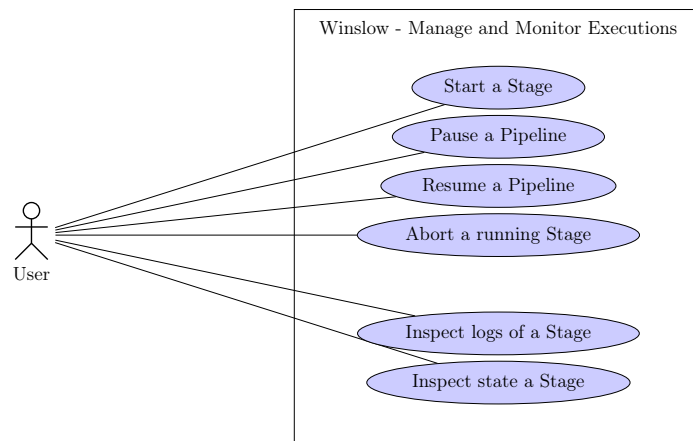 Winslow - Manage and Monitor Executions
Start a Stage
Pause a Pipeline
Resume a Pipeline
Abort a running Stage
User
Inspect logs of a Stage
Inspect state a Stage